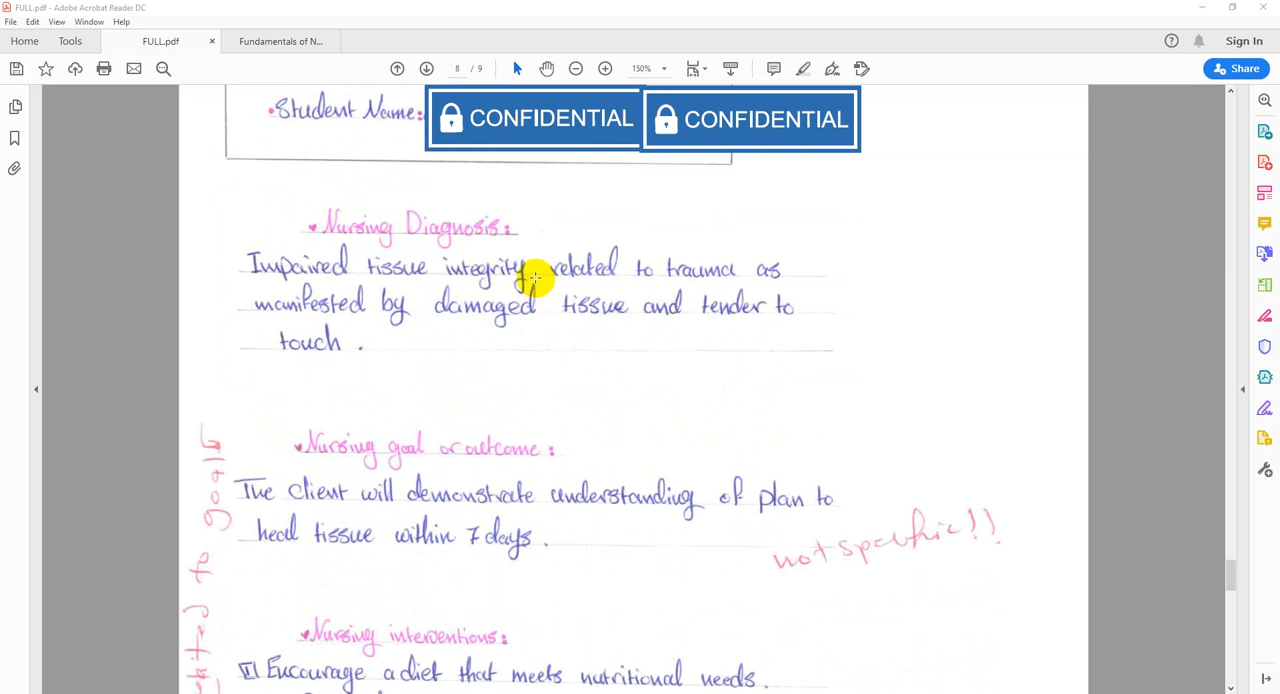 FULL.pdf - Adobe Acrobat Reader DC
File Edit View Window Help
Home Tools FULL.pdf × Fundamentals of N... Sign In
8 / 9 150% Share
•Student Name: CONFIDENTIAL CONFIDENTIAL
Nursing Diagnosis:
Impaired tissue integrity related to trauma as
manifested by damaged tissue and tender to
touch .
Nursing goal or outcome:
The client will demonstrate understanding of plan to
heal tissue within 7 days .
not specific!!
goal
to
Nursing interventions:
1 Encourage a diet that meets nutritional needs .